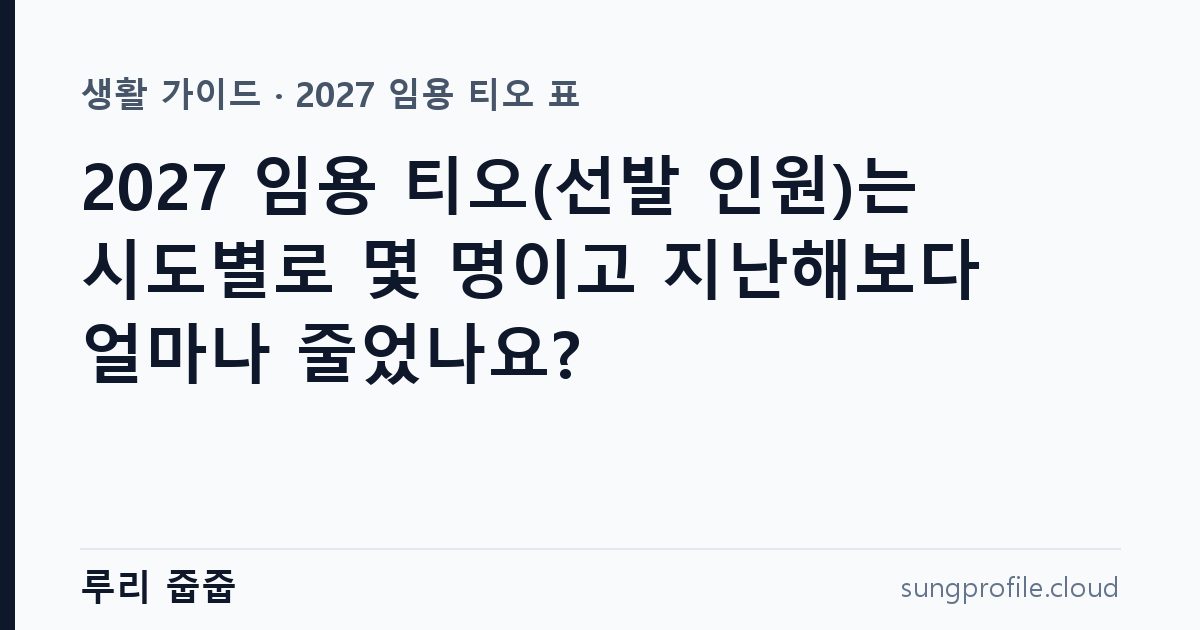 생활 가이드 · 2027 임용 티오 표
2027 임용 티오(선발 인원)는
시도별로 몇 명이고 지난해보다
얼마나 줄었나요?
루리 줍줍
sungprofile.cloud